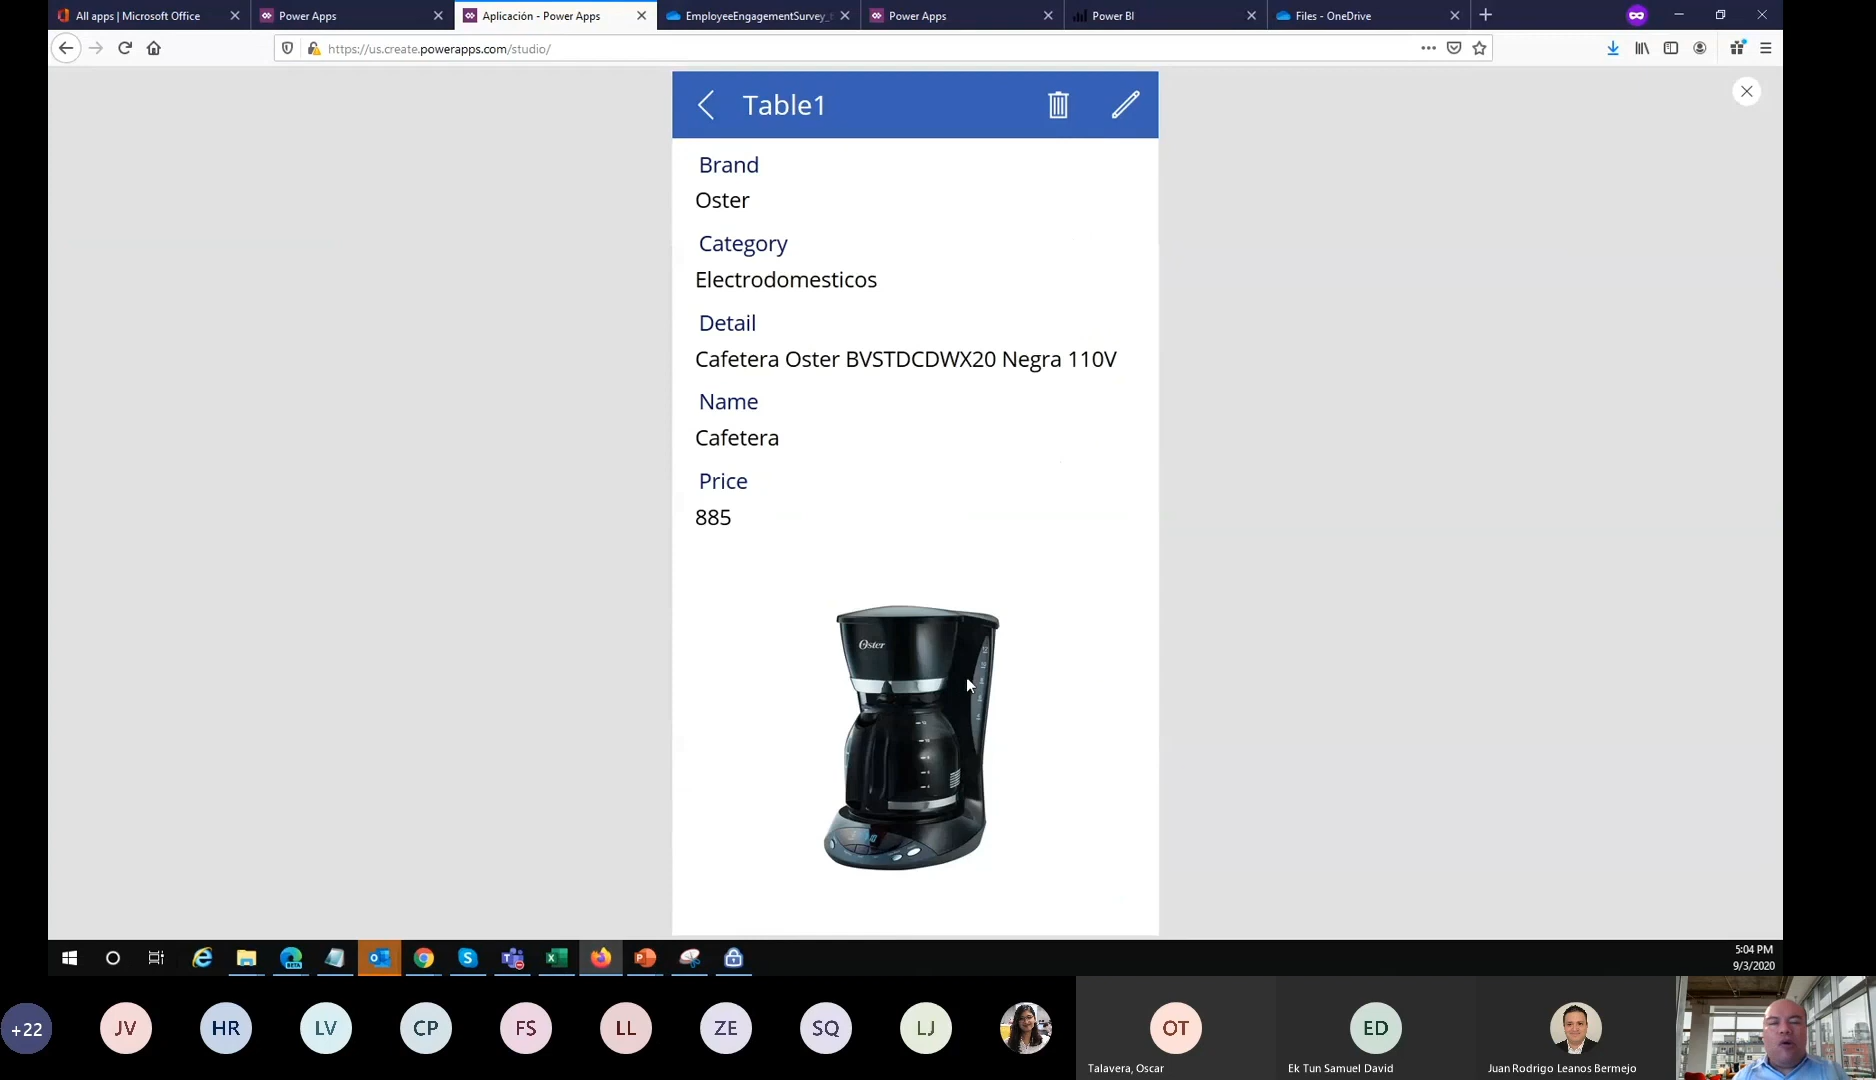 All apps | Microsoft Office
Power Apps
Aplicación - Power Apps
EmployeeEngagementSurvey_
Power Apps
Power BI
Files - OneDrive
https://us.create.powerapps.com/studio/
Table1
Brand
Oster
Category
Electrodomesticos
Detail
Cafetera Oster BVSTDCDWX20 Negra 110V
Name
Cafetera
Price
885
Oster
5:04 PM
9/3/2020
+22
JV
HR
LV
CP
FS
LL
ZE
SQ
LJ
OT
ED
Talavera, Oscar
Ek Tun Samuel David
Juan Rodrigo Leanos Bermejo